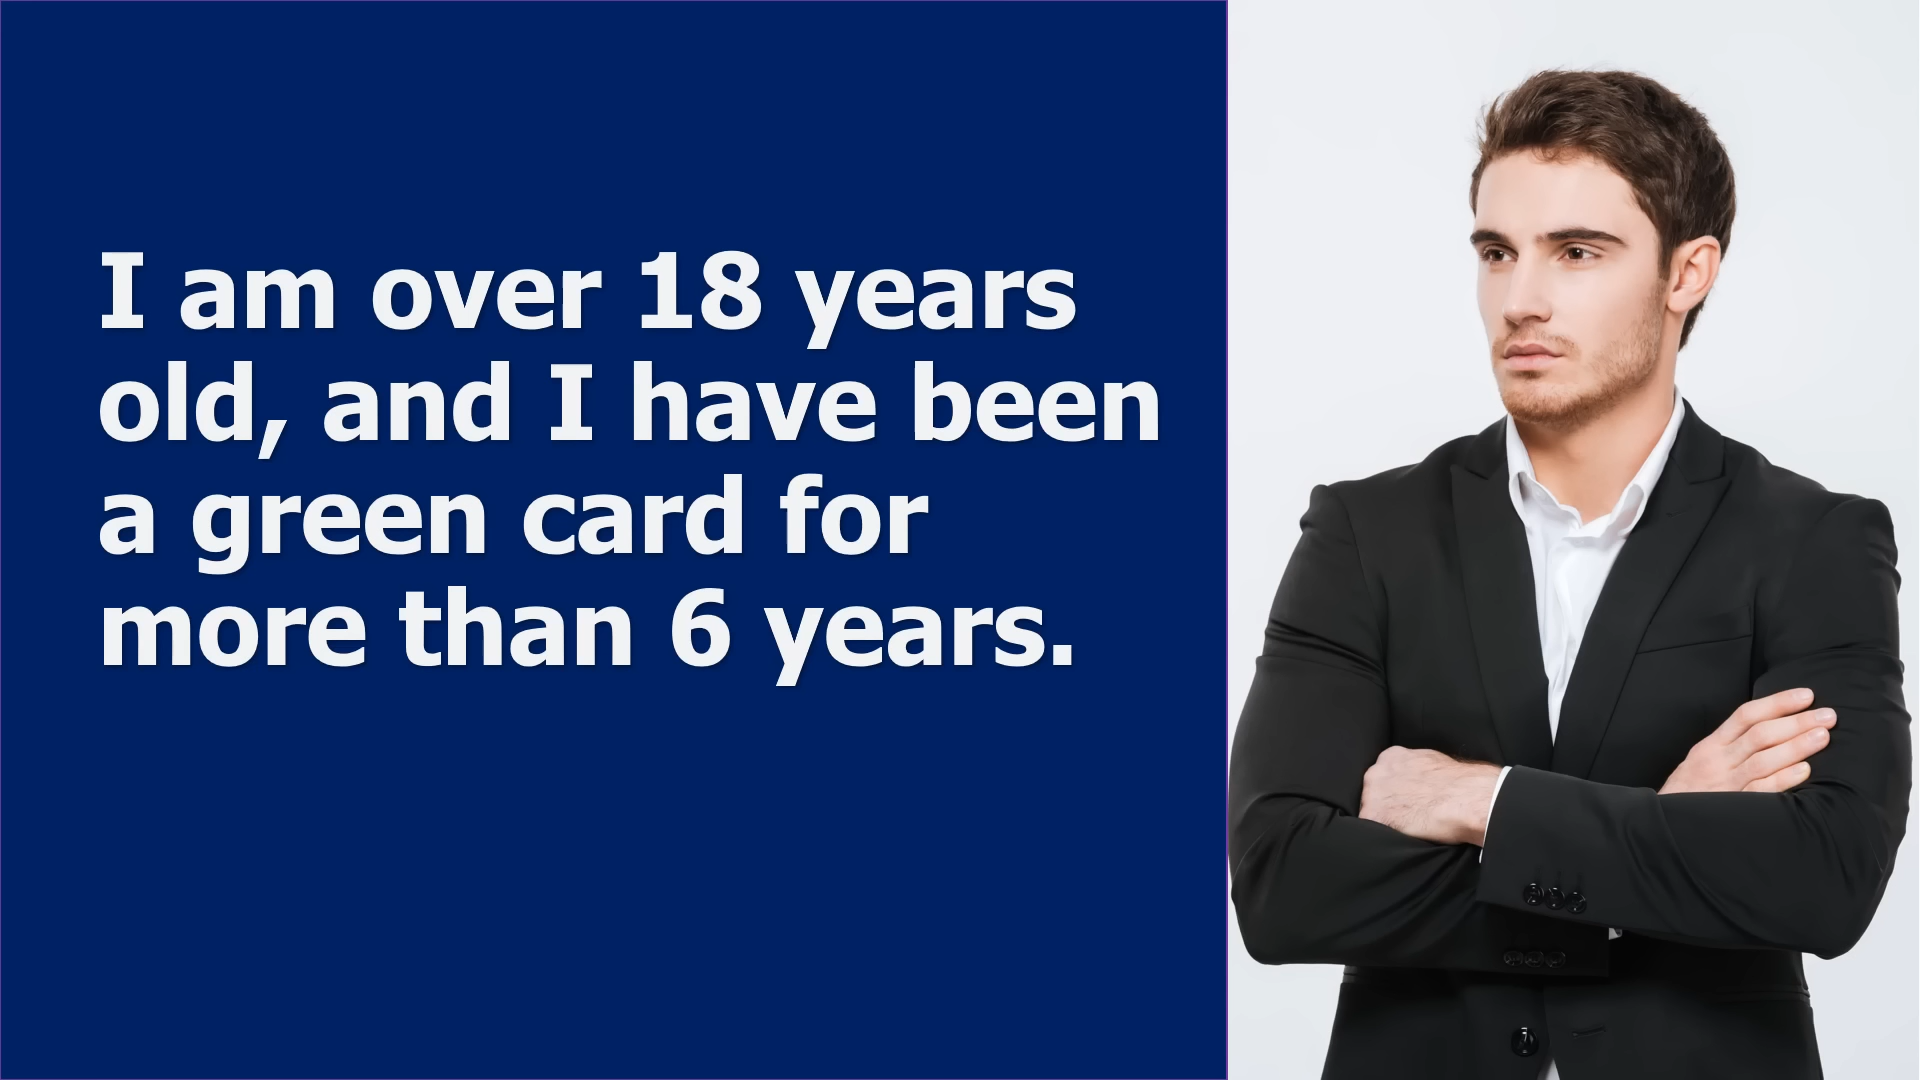 I am over 18 years
old, and I have been
a green card for
more than 6 years.